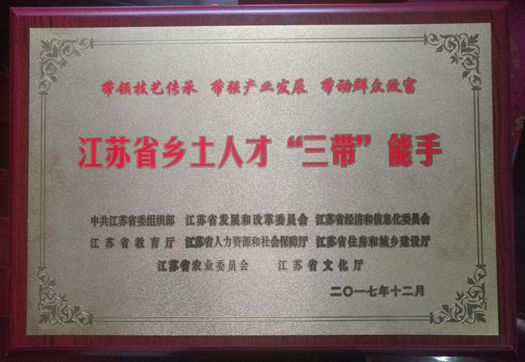 带领技艺传承 带强产业发展 带动群众致富
江苏省乡土人才“三带”能手
中共江苏省委组织部 江苏省发展和改革委员会 江苏省经济和信息化委员会
江苏省教育厅 江苏省人力资源和社会保障厅 江苏省住房和城乡建设厅
江苏省农业委员会 江苏省文化厅
二〇一七年十二月